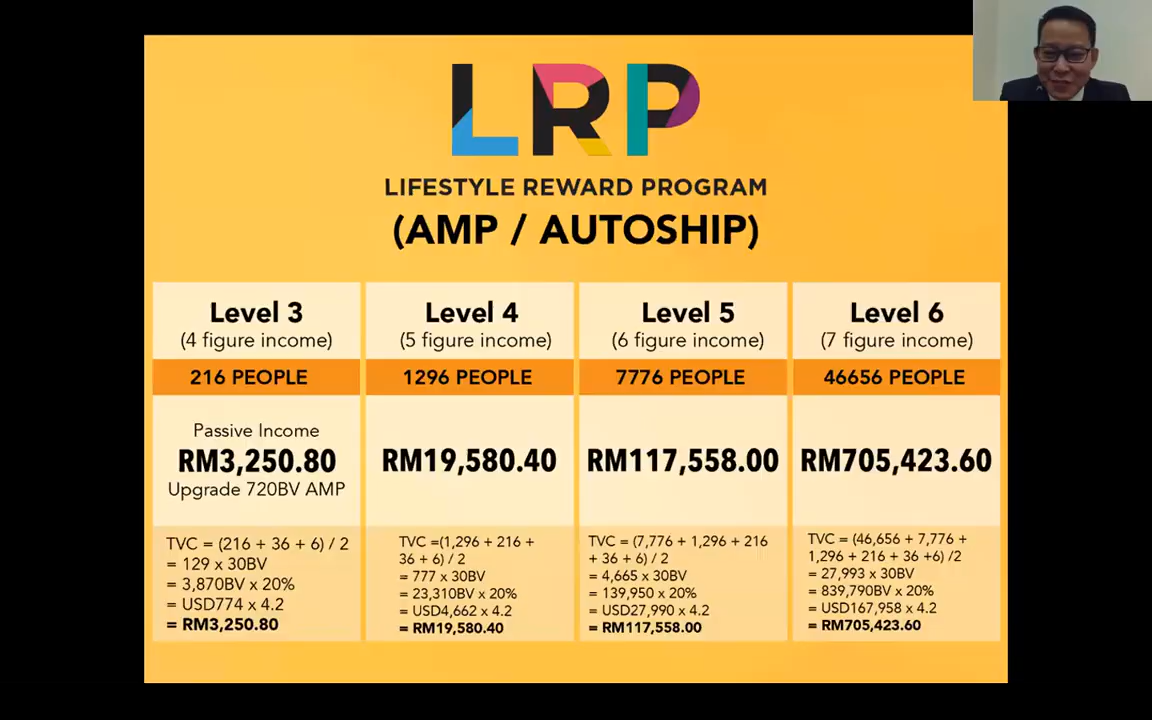 LRP
LIFESTYLE REWARD PROGRAM
(AMP / AUTOSHIP)
Level 3
(4 figure income)
216 PEOPLE
Passive Income
RM3,250.80
Upgrade 720BV AMP
TVC = (216 + 36 + 6) / 2
= 129 x 30BV
= 3,870BV x 20%
= USD774 x 4.2
= RM3,250.80
Level 4
(5 figure income)
1296 PEOPLE
RM19,580.40
TVC =(1,296 + 216 +
36 + 6) / 2
= 777 x 30BV
= 23,310BV x 20%
= USD4,662 x 4.2
= RM19,580.40
Level 5
(6 figure income)
7776 PEOPLE
RM117,558.00
TVC = (7,776 + 1,296 + 216
+ 36 + 6) / 2
= 4,665 x 30BV
= 139,950 x 20%
= USD27,990 x 4.2
= RM117,558.00
Level 6
(7 figure income)
46656 PEOPLE
RM705,423.60
TVC = (46,656 + 7,776 +
1,296 + 216 + 36 +6) /2
= 27,993 x 30BV
= 839,790BV x 20%
= USD167,958 x 4.2
= RM705,423.60